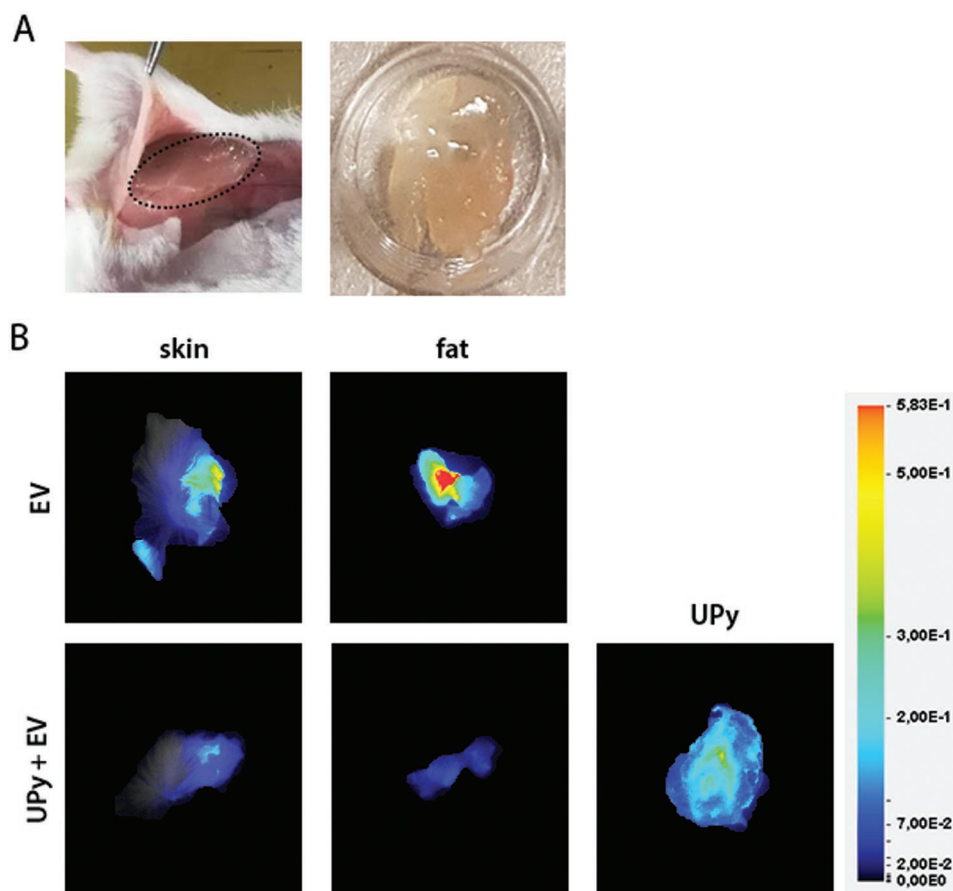 A
B
skin
fat
EV
UPy
UPy + EV
5,83E-1
5,00E-1
3,00E-1
2,00E-1
7,00E-2
2,00E-2
0,00E0